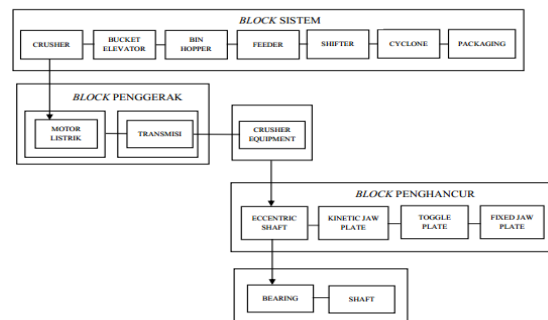 BLOCK SISTEM
CRUSHER
BUCKET
ELEVATOR
BIN
HOPPER
FEEDER
SHIFTER
CYCLONE
PACKAGING
BLOCK PENGGERAK
MOTOR
LISTRIK
TRANSMISI
CRUSHER
EQUIPMENT
BLOCK PENGHANCUR
ECCENTRIC
SHAFT
KINETIC JAW
PLATE
TOGGLE
PLATE
FIXED JAW
PLATE
BEARING
SHAFT